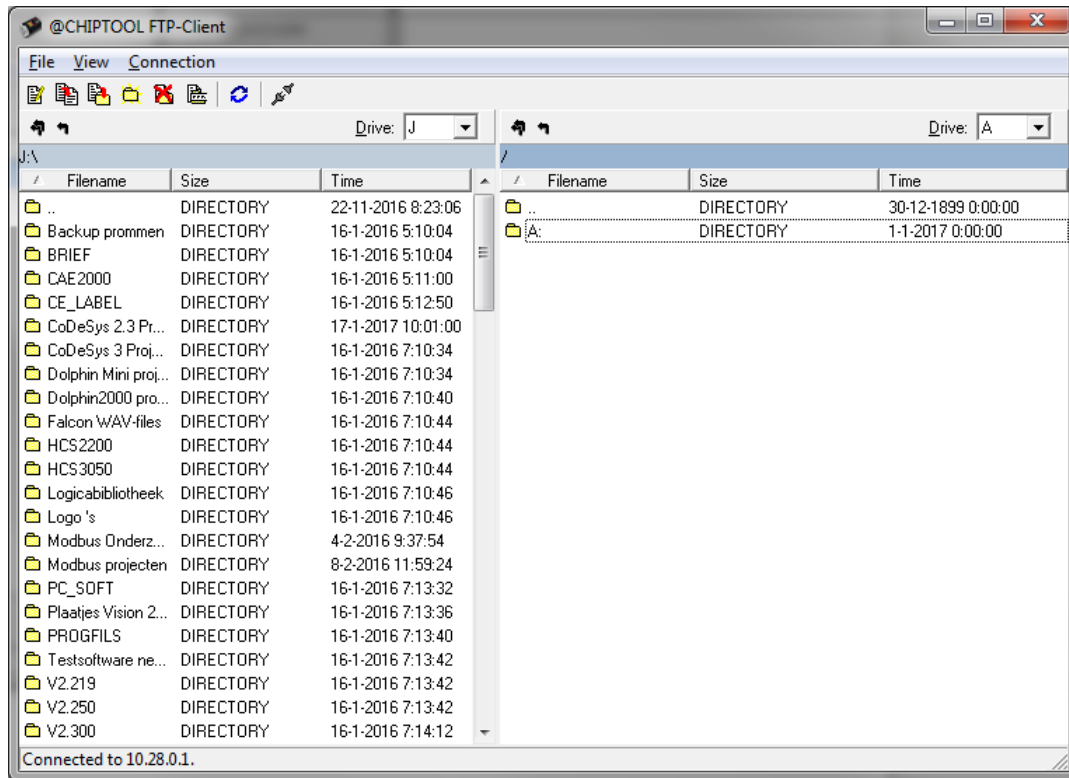 @CHIPTOOL FTP-Client
File View Connection
Drive: J
Drive: A
J:\
/
Filename Size Time
Filename Size Time
.. DIRECTORY 22-11-2016 8:23:06
.. DIRECTORY 30-12-1899 0:00:00
Backup prommen DIRECTORY 16-1-2016 5:10:04
A: DIRECTORY 1-1-2017 0:00:00
BRIEF DIRECTORY 16-1-2016 5:10:04
CAE2000 DIRECTORY 16-1-2016 5:11:00
CE_LABEL DIRECTORY 16-1-2016 5:12:50
CoDeSys 2.3 Pr... DIRECTORY 17-1-2017 10:01:00
CoDeSys 3 Proj... DIRECTORY 16-1-2016 7:10:34
Dolphin Mini proj... DIRECTORY 16-1-2016 7:10:34
Dolphin2000 pro... DIRECTORY 16-1-2016 7:10:40
Falcon WAV-files DIRECTORY 16-1-2016 7:10:44
HCS2200 DIRECTORY 16-1-2016 7:10:44
HCS3050 DIRECTORY 16-1-2016 7:10:44
Logicabibliotheek DIRECTORY 16-1-2016 7:10:46
Logo 's DIRECTORY 16-1-2016 7:10:46
Modbus Onderz... DIRECTORY 4-2-2016 9:37:54
Modbus projecten DIRECTORY 8-2-2016 11:59:24
PC_SOFT DIRECTORY 16-1-2016 7:13:32
Plaatjes Vision 2... DIRECTORY 16-1-2016 7:13:36
PROGFILS DIRECTORY 16-1-2016 7:13:40
Testsoftware ne... DIRECTORY 16-1-2016 7:13:42
V2.219 DIRECTORY 16-1-2016 7:13:42
V2.250 DIRECTORY 16-1-2016 7:13:42
V2.300 DIRECTORY 16-1-2016 7:14:12
Connected to 10.28.0.1.